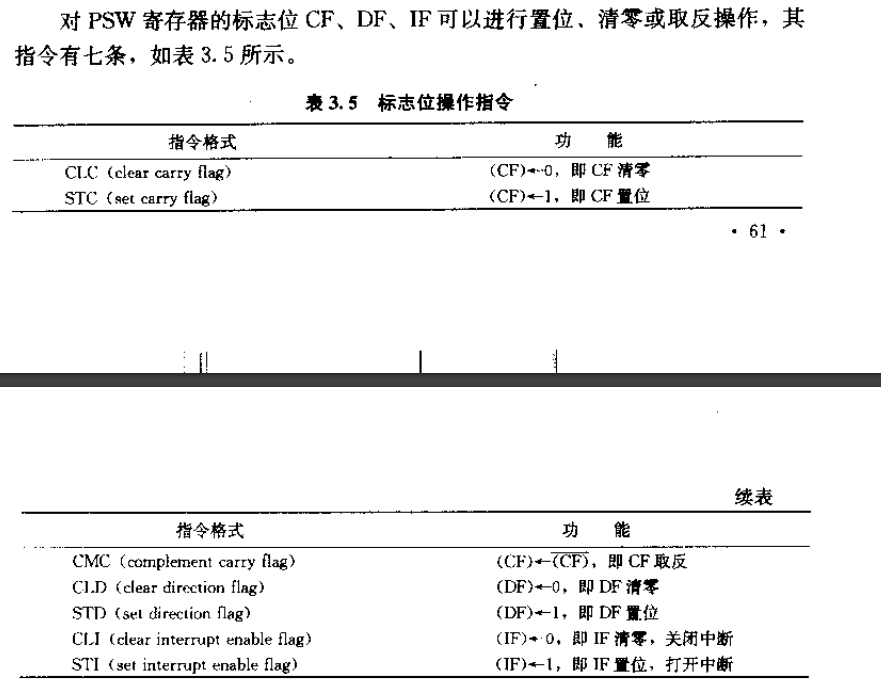 对 PSW 寄存器的标志位 CF、DF、IF 可以进行置位、清零或取反操作，其
指令有七条，如表 3.5 所示。
表 3.5 标志位操作指令
指令格式 功 能
CLC（clear carry flag） (CF)←0，即 CF 清零
STC（set carry flag） (CF)←1，即 CF 置位
· 61 ·
续表
指令格式 功 能
CMC（complement carry flag） (CF)←(C̅F̅)，即 CF 取反
CLD（clear direction flag） (DF)←0，即 DF 清零
STD（set direction flag） (DF)←1，即 DF 置位
CLI（clear interrupt enable flag） (IF)←0，即 IF 清零，关闭中断
STI（set interrupt enable flag） (IF)←1，即 IF 置位，打开中断